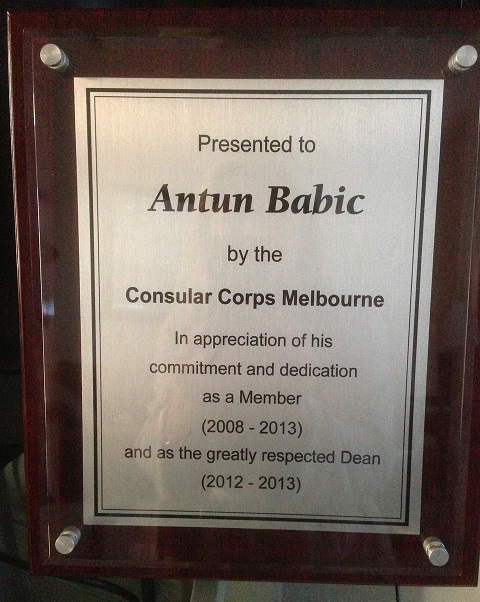 Presented to
Antun Babic
by the
Consular Corps Melbourne
In appreciation of his
commitment and dedication
as a Member
(2008 - 2013)
and as the greatly respected Dean
(2012 - 2013)